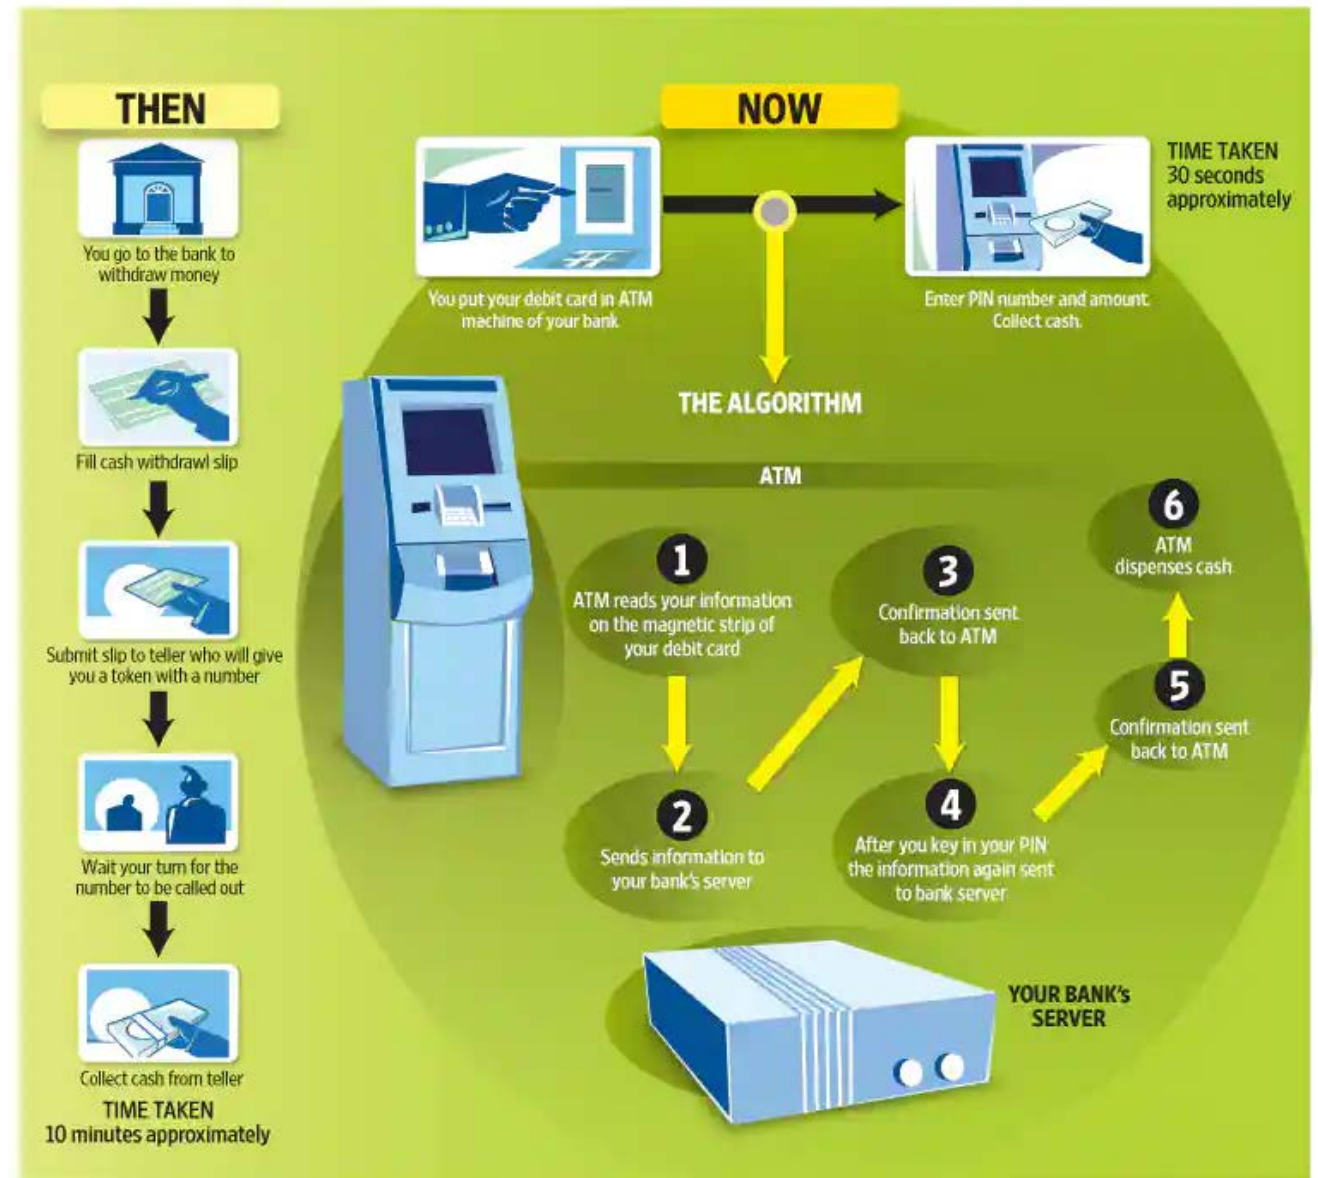 THEN
You go to the bank to
withdraw money
Fill cash withdrawl slip
Submit slip to teller who will give
you a token with a number
Wait your turn for the
number to be called out
Collect cash from teller
TIME TAKEN
10 minutes approximately
NOW
You put your debit card in ATM
machine of your bank
Enter PIN number and amount.
Collect cash.
TIME TAKEN
30 seconds
approximately
THE ALGORITHM
ATM
1
ATM reads your information
on the magnetic strip of
your debit card
2
Sends information to
your bank's server
3
Confirmation sent
back to ATM
4
After you key in your PIN
the information again sent
to bank server
5
Confirmation sent
back to ATM
6
ATM
dispenses cash
YOUR BANK's
SERVER